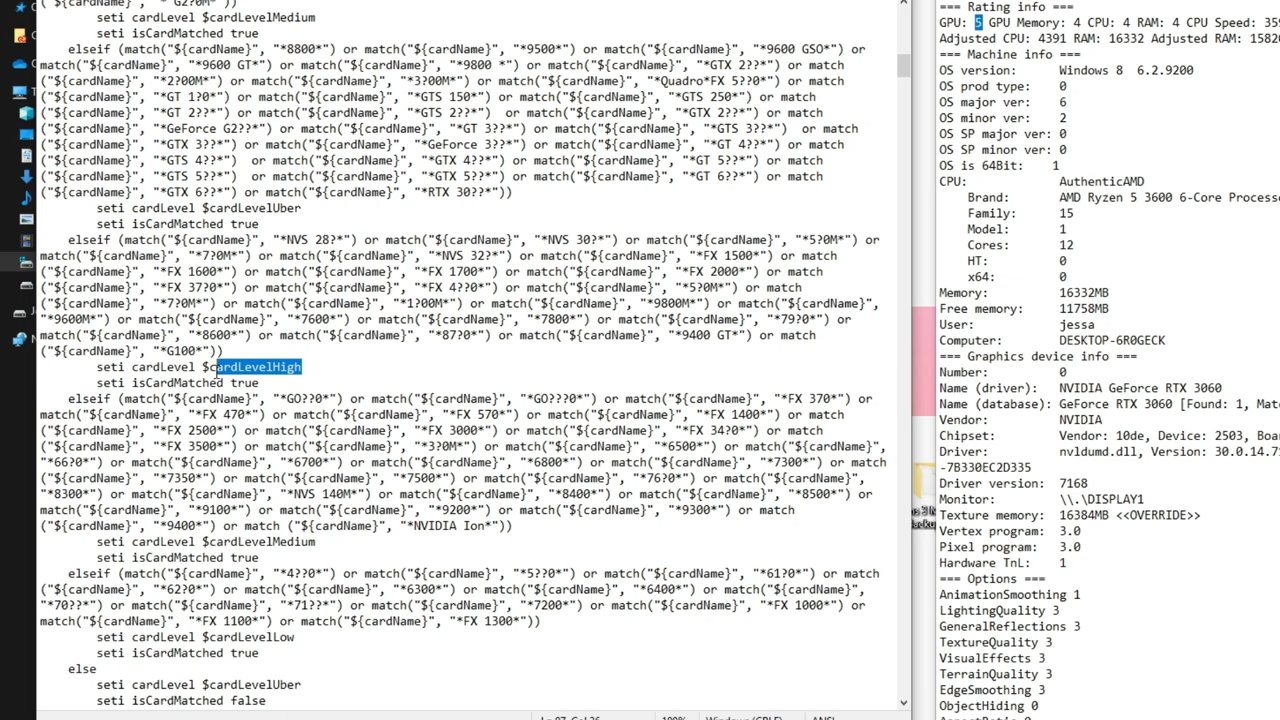 ("${cardName}", "* G2?0M*"))
seti cardLevel $cardLevelMedium
seti isCardMatched true
elseif (match("${cardName}", "*8800*") or match("${cardName}", "*9500*") or match("${cardName}", "*9600 GSO*") or
match("${cardName}", "*9600 GT*") or match("${cardName}", "*9800 *") or match("${cardName}", "*GTX 2??*") or match
("${cardName}", "*2?00M*") or match("${cardName}", "*3?00M*") or match("${cardName}", "*Quadro*FX 5??0*") or match
("${cardName}", "*GT 1?0*") or match("${cardName}", "*GTS 150*") or match("${cardName}", "*GTS 250*") or match
("${cardName}", "*GT 2??*") or match("${cardName}", "*GTS 2??*")  or match("${cardName}", "*GTX 2??*") or match
("${cardName}", "*GeForce G2??*") or match("${cardName}", "*GT 3??*") or match("${cardName}", "*GTS 3??*")  or match
("${cardName}", "*GTX 3??*") or match("${cardName}", "*GeForce 3??*") or match("${cardName}", "*GT 4??*") or match
("${cardName}", "*GTS 4??*")  or match("${cardName}", "*GTX 4??*") or match("${cardName}", "*GT 5??*") or match
("${cardName}", "*GTS 5??*")  or match("${cardName}", "*GTX 5??*") or match("${cardName}", "*GT 6??*") or match
("${cardName}", "*GTX 6??*") or match("${cardName}", "*RTX 30??*"))
seti cardLevel $cardLevelUber
seti isCardMatched true
elseif (match("${cardName}", "*NVS 28?*") or match("${cardName}", "*NVS 30?*") or match("${cardName}", "*5?0M*") or
match("${cardName}", "*7?0M*") or match("${cardName}", "*NVS 32?*") or match("${cardName}", "*FX 1500*") or match
("${cardName}", "*FX 1600*") or match("${cardName}", "*FX 1700*") or match("${cardName}", "*FX 2000*") or match
("${cardName}", "*FX 37?0*") or match("${cardName}", "*FX 4??0*") or match("${cardName}", "*5?0M*") or match
("${cardName}", "*7?0M*") or match("${cardName}", "*1?00M*") or match("${cardName}", "*9800M*") or match("${cardName}",
"*9600M*") or match("${cardName}", "*7600*") or match("${cardName}", "*7800*") or match("${cardName}", "*79?0*") or
match("${cardName}", "*8600*") or match("${cardName}", "*87?0*") or match("${cardName}", "*9400 GT*") or match
("${cardName}", "*G100*"))
seti cardLevel $cardLevelHigh
seti isCardMatched true
elseif (match("${cardName}", "*GO??0*") or match("${cardName}", "*GO???0*") or match("${cardName}", "*FX 370*") or
match("${cardName}", "*FX 470*") or match("${cardName}", "*FX 570*") or match("${cardName}", "*FX 1400*") or match
("${cardName}", "*FX 2500*") or match("${cardName}", "*FX 3000*") or match("${cardName}", "*FX 34?0*") or match
("${cardName}", "*FX 3500*") or match("${cardName}", "*3?0M*") or match("${cardName}", "*6500*") or match("${cardName}",
"*66?0*") or match("${cardName}", "*6700*") or match("${cardName}", "*6800*") or match("${cardName}", "*7300*") or match
("${cardName}", "*7350*") or match("${cardName}", "*7500*") or match("${cardName}", "*76?0*") or match("${cardName}",
"*8300*") or match("${cardName}", "*NVS 140M*") or match("${cardName}", "*8400*") or match("${cardName}", "*8500*") or
match("${cardName}", "*9100*") or match("${cardName}", "*9200*") or match("${cardName}", "*9300*") or match
("${cardName}", "*9400*") or match ("${cardName}", "*NVIDIA Ion*"))
seti cardLevel $cardLevelMedium
seti isCardMatched true
elseif (match("${cardName}", "*4??0*") or match("${cardName}", "*5??0*") or match("${cardName}", "*61?0*") or
match("${cardName}", "*62?0*") or match("${cardName}", "*6300*") or match("${cardName}", "*6400*") or match("${cardName}",
"*70??*") or match("${cardName}", "*71??*") or match("${cardName}", "*7200*") or match("${cardName}", "*FX 1000*") or
match("${cardName}", "*FX 1100*") or match("${cardName}", "*FX 1300*"))
seti cardLevel $cardLevelLow
seti isCardMatched true
else
seti cardLevel $cardLevelUber
seti isCardMatched false
=== Rating info ===
GPU: 5 GPU Memory: 4 CPU: 4 RAM: 4 CPU Speed: 
Adjusted CPU: 4391 RAM: 16332 Adjusted RAM: 
=== Machine info ===
OS version: Windows 8 6.2.9200
OS prod type: 0
OS major ver: 6
OS minor ver: 2
OS SP major ver: 0
OS SP minor ver: 0
OS is 64Bit: 1
CPU: AuthenticAMD
Brand: AMD Ryzen 5 3600 6-Core Processe
Family: 15
Model: 1
Cores: 12
HT: 0
x64: 0
Memory: 16332MB
Free memory: 11758MB
User: jessa
Computer: DESKTOP-6R0GECK
=== Graphics device info ===
Number: 0
Name (driver): NVIDIA GeForce RTX 3060
Name (database): GeForce RTX 3060 [Found: 1,
Vendor: NVIDIA
Chipset: Vendor: 10de, Device: 2503,
Driver: nvldumd.dll, Version: 30.0.14.71
-7B330EC2D335
Driver version: 7168
Monitor: \\.\DISPLAY1
Texture memory: 16384MB <<OVERRIDE>>
Vertex program: 3.0
Pixel program: 3.0
Hardware TnL: 1
=== Options ===
AnimationSmoothing 1
LightingQuality 3
GeneralReflections 3
TextureQuality 3
VisualEffects 3
TerrainQuality 3
EdgeSmoothing 3
ObjectHiding 0